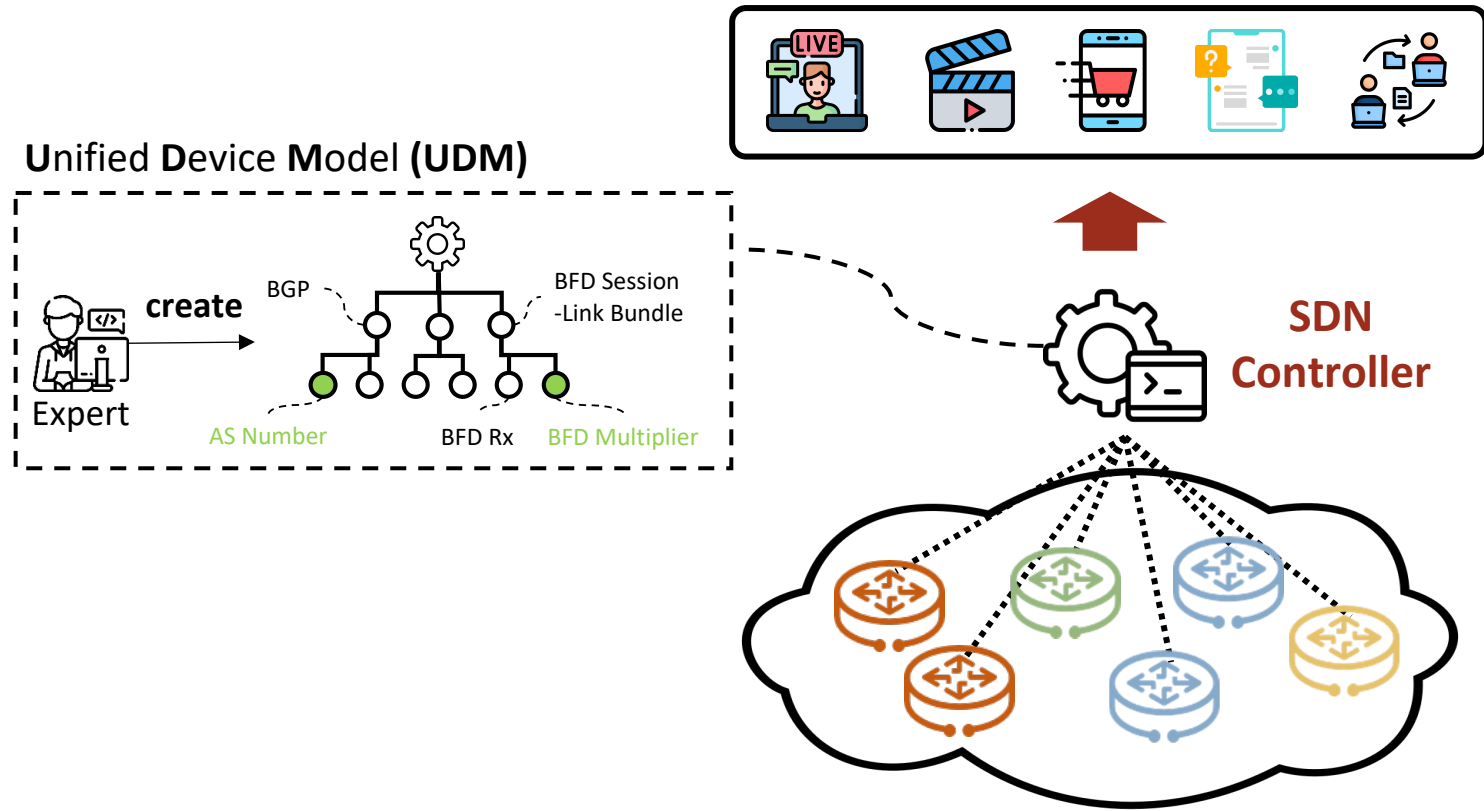 LIVE
?
Unified Device Model (UDM)
BGP
BFD Session
-Link Bundle
create
</>
Expert
AS Number
BFD Rx
BFD Multiplier
SDN
Controller
>_